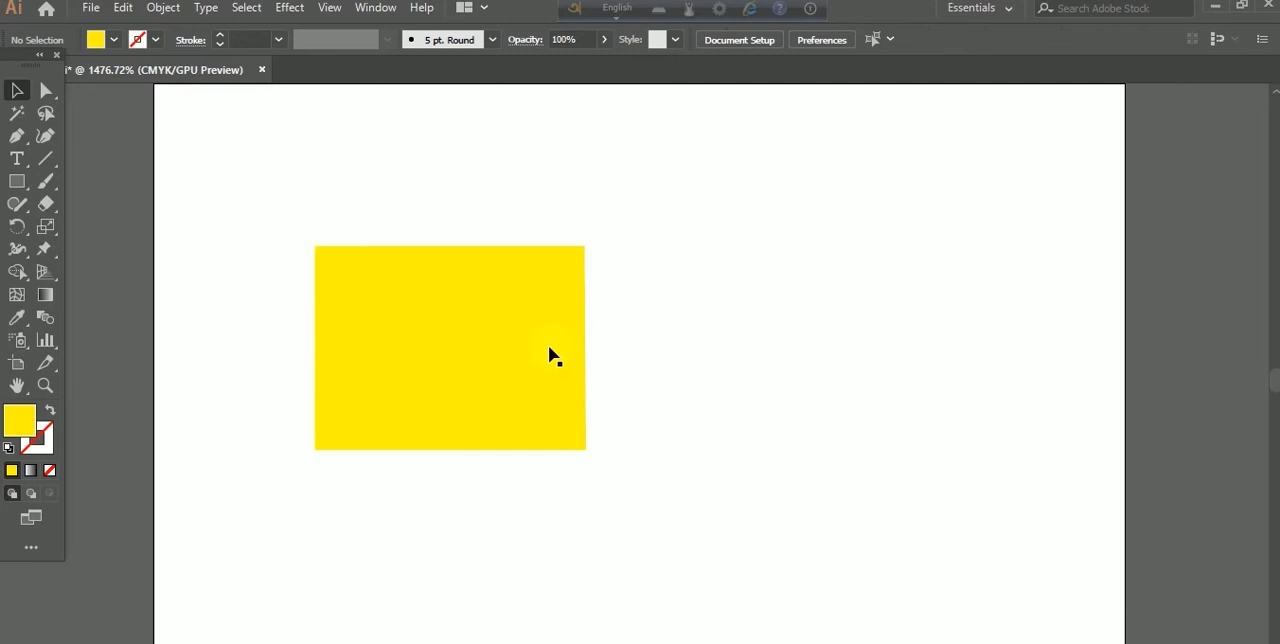 Ai File Edit Object Type Select Effect View Window Help English Essentials Search Adobe Stock
No Selection Stroke: 5 pt. Round Opacity: 100% Style: Document Setup Preferences
i* @ 1476.72% (CMYK/GPU Preview)